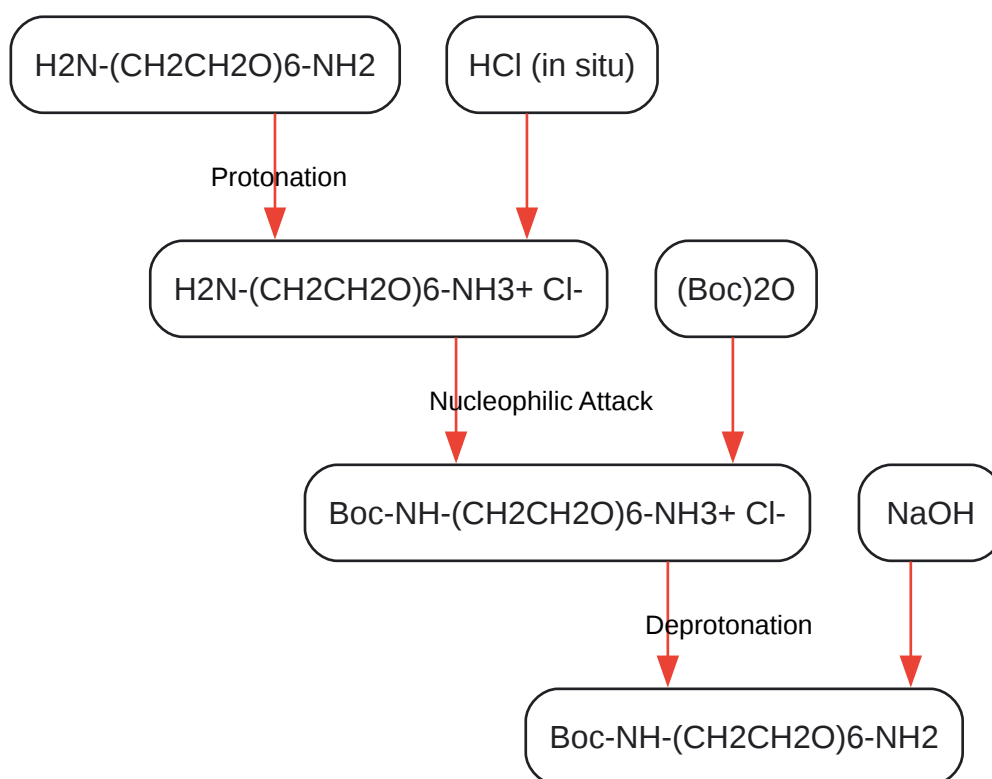 H2N-(CH2CH2O)6-NH2
HCl (in situ)
Protonation
H2N-(CH2CH2O)6-NH3+ Cl-
(Boc)2O
Nucleophilic Attack
Boc-NH-(CH2CH2O)6-NH3+ Cl-
NaOH
Deprotonation
Boc-NH-(CH2CH2O)6-NH2